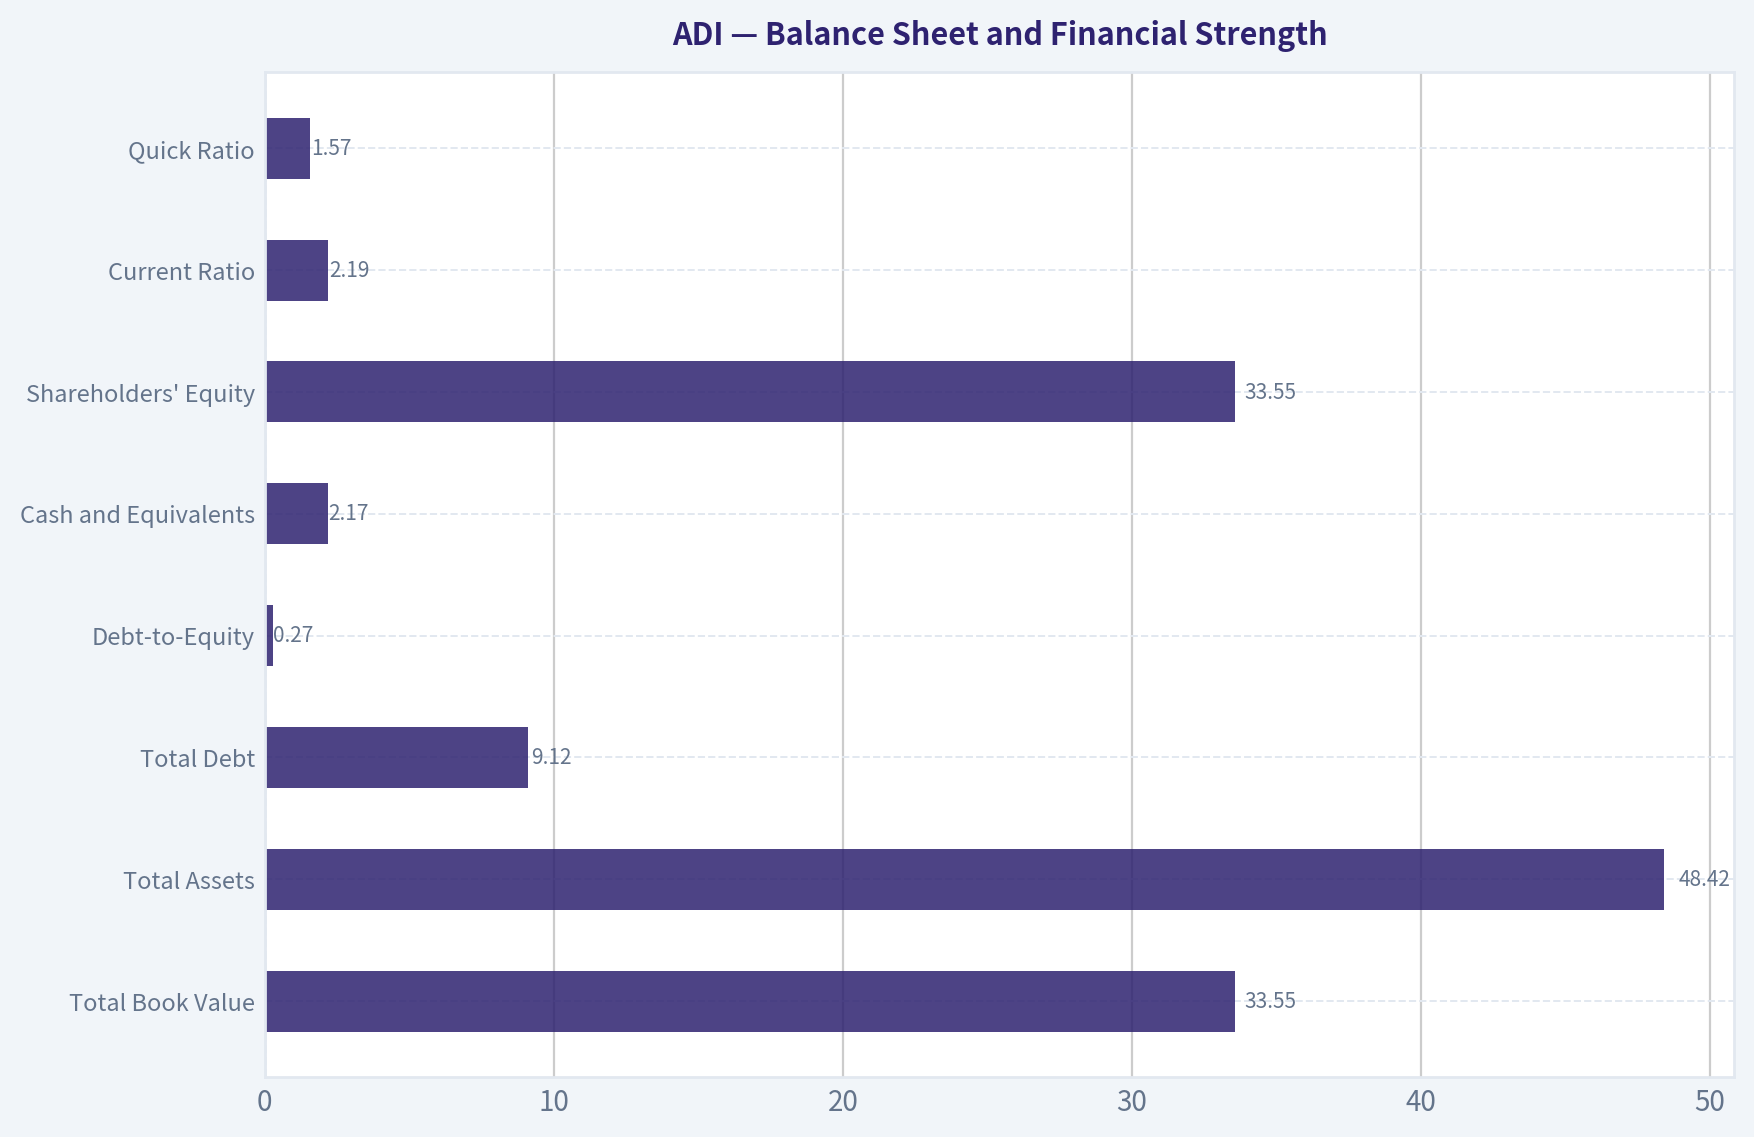 ADI — Balance Sheet and Financial Strength
Quick Ratio 1.57
Current Ratio 2.19
Shareholders' Equity 33.55
Cash and Equivalents 2.17
Debt-to-Equity 0.27
Total Debt 9.12
Total Assets 48.42
Total Book Value 33.55
0 10 20 30 40 50